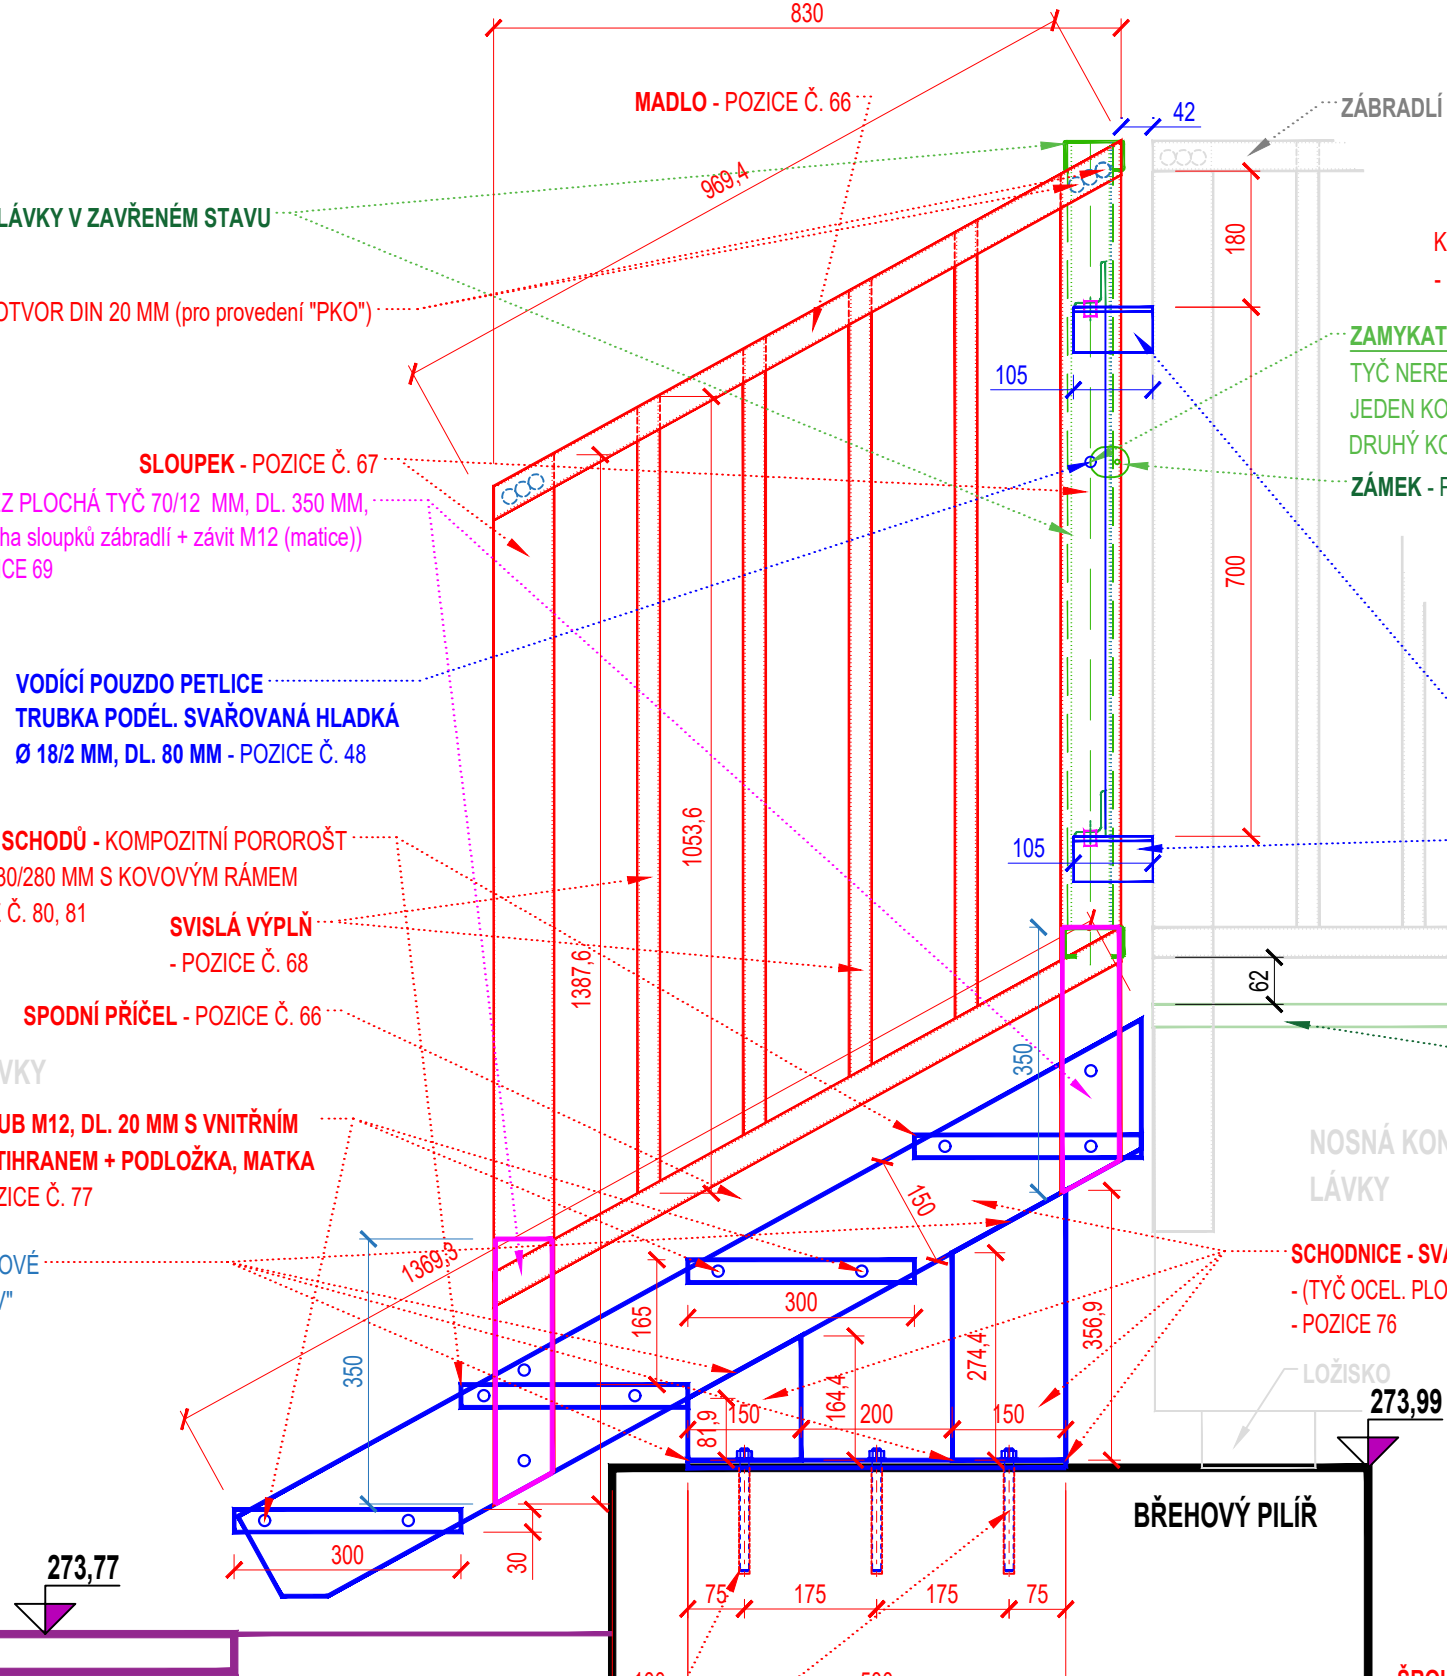 830
MADLO - POZICE Č. 66
42
ZÁBRADLÍ
969,4
LÁVKY V ZAVŘENÉM STAVU
180
K
-
OTVOR DIN 20 MM (pro provedení "PKO")
ZAMYKAT
TYČ NERE
JEDEN KO
DRUHÝ KO
105
ZÁMEK - P
SLOUPEK - POZICE Č. 67
EZ PLOCHÁ TYČ 70/12 MM, DL. 350 MM,
ha sloupků zábradlí + závit M12 (matice))
ICE 69
700
VODÍCÍ POUZDO PETLICE
TRUBKA PODÉL. SVAŘOVANÁ HLADKÁ
Ø 18/2 MM, DL. 80 MM - POZICE Č. 48
1053,6
105
SCHODŮ - KOMPOZITNÍ POROROŠT
30/280 MM S KOVOVÝM RÁMEM
E Č. 80, 81
SVISLÁ VÝPLŇ
- POZICE Č. 68
1387,6
62
SPODNÍ PŘÍČEL - POZICE Č. 66
350
VKY
UB M12, DL. 20 MM S VNITŘNÍM
TIHRANEM + PODLOŽKA, MATKA
ZICE Č. 77
NOSNÁ KON
LÁVKY
150
OVÉ
V"
1369,3
SCHODNICE - SVA
- (TYČ OCEL. PLO
- POZICE 76
300
165
350
274,4
356,9
164,4
81,9
150
200
150
LOŽISKO
273,99
BŘEHOVÝ PILÍŘ
300
30
273,77
75
175
175
75
100
500